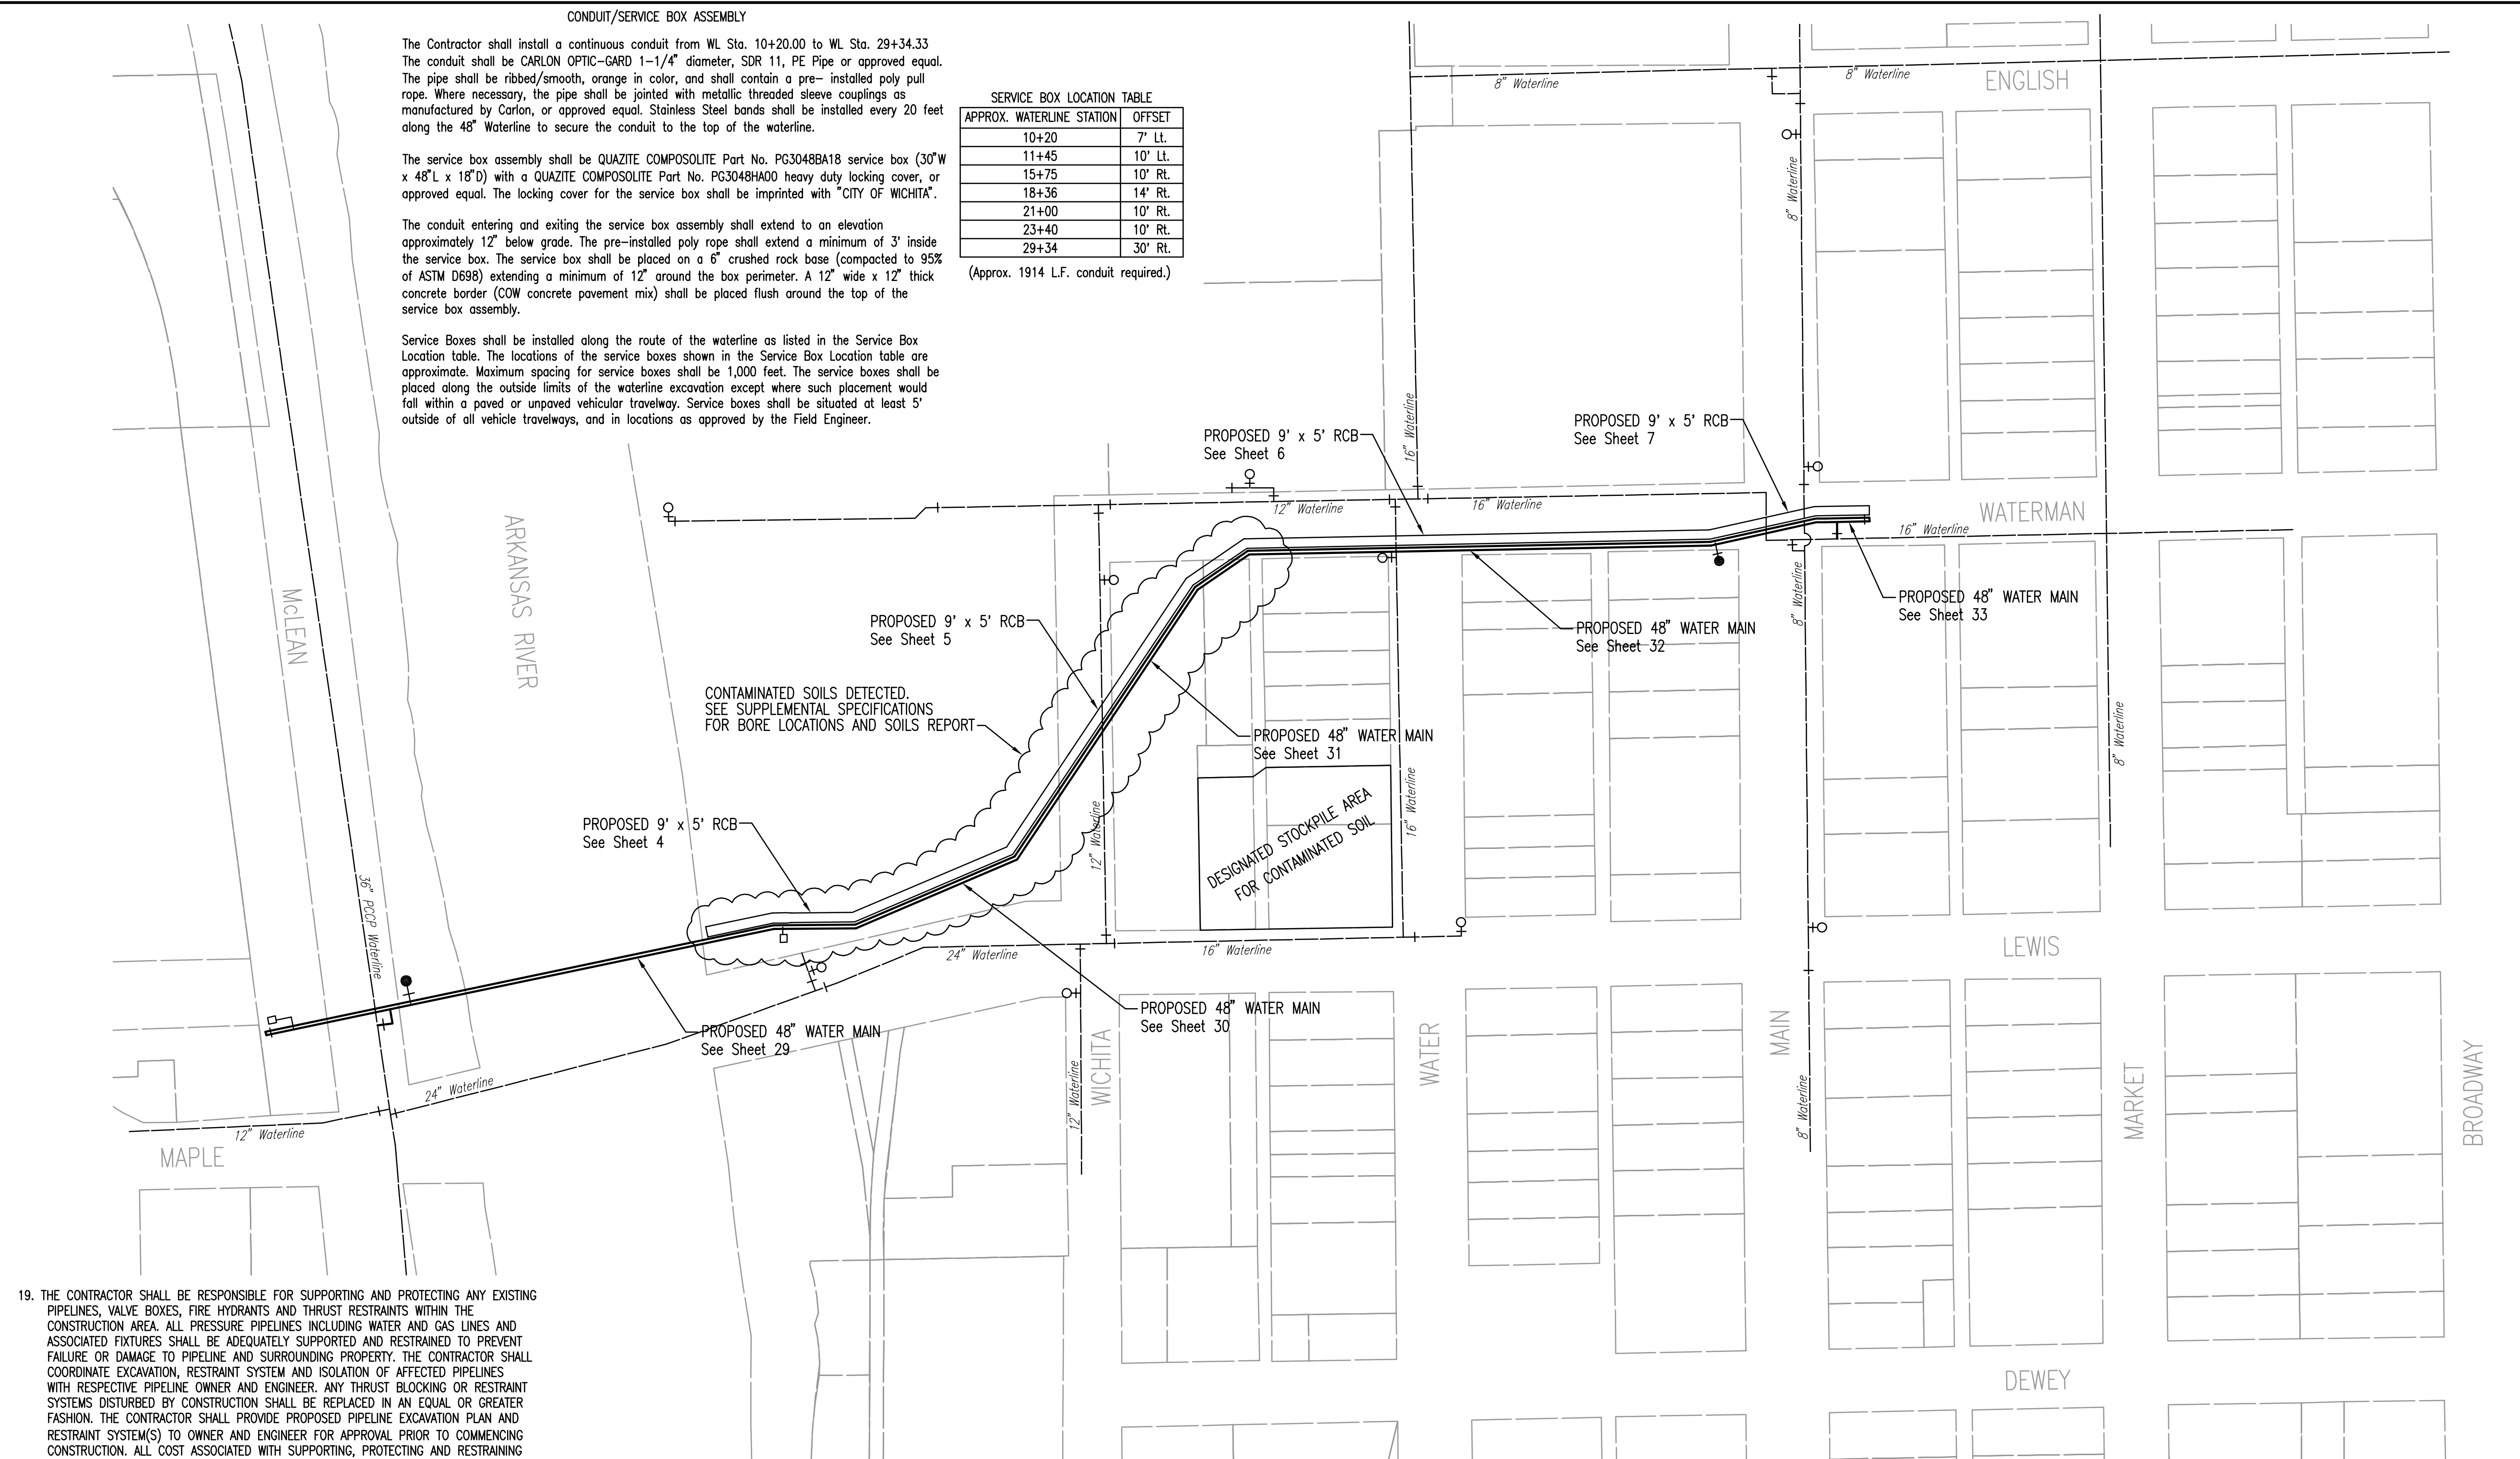 CONDUIT/SERVICE BOX ASSEMBLY
The Contractor shall install a continuous conduit from WL Sta. 10+20.00 to WL Sta. 29+34.33
The conduit shall be CARLON OPTIC-GARD 1-1/4" diameter, SDR 11, PE Pipe or approved equal.
The pipe shall be ribbed/smooth, orange in color, and shall contain a pre- installed poly pull
rope. Where necessary, the pipe shall be jointed with metallic threaded sleeve couplings as
manufactured by Carlon, or approved equal. Stainless Steel bands shall be installed every 20 feet
along the 48" Waterline to secure the conduit to the top of the waterline.
The service box assembly shall be QUAZITE COMPOSOLITE Part No. PG3048BA18 service box (30"W
x 48"L x 18"D) with a QUAZITE COMPOSOLITE Part No. PG3048HA00 heavy duty locking cover, or
approved equal. The locking cover for the service box shall be imprinted with "CITY OF WICHITA".
The conduit entering and exiting the service box assembly shall extend to an elevation
approximately 12" below grade. The pre-installed poly rope shall extend a minimum of 3' inside
the service box. The service box shall be placed on a 6" crushed rock base (compacted to 95%
of ASTM D698) extending a minimum of 12" around the box perimeter. A 12" wide x 12" thick
concrete border (COW concrete pavement mix) shall be placed flush around the top of the
service box assembly.
Service Boxes shall be installed along the route of the waterline as listed in the Service Box
Location table. The locations of the service boxes shown in the Service Box Location table are
approximate. Maximum spacing for service boxes shall be 1,000 feet. The service boxes shall be
placed along the outside limits of the waterline excavation except where such placement would
fall within a paved or unpaved vehicular travelway. Service boxes shall be situated at least 5'
outside of all vehicle travelways, and in locations as approved by the Field Engineer.
SERVICE BOX LOCATION TABLE
APPROX. WATERLINE STATION OFFSET
10+20 7' Lt.
11+45 10' Lt.
15+75 10' Rt.
18+36 14' Rt.
21+00 10' Rt.
23+40 10' Rt.
29+34 30' Rt.
(Approx. 1914 L.F. conduit required.)
8" Waterline
8" Waterline
ENGLISH
8" Waterline
16" Waterline
PROPOSED 9' x 5' RCB
See Sheet 6
PROPOSED 9' x 5' RCB
See Sheet 7
12" Waterline
16" Waterline
WATERMAN
16" Waterline
ARKANSAS RIVER
McLEAN
PROPOSED 9' x 5' RCB
See Sheet 5
PROPOSED 48" WATER MAIN
See Sheet 32
8" Waterline
PROPOSED 48" WATER MAIN
See Sheet 33
CONTAMINATED SOILS DETECTED.
SEE SUPPLEMENTAL SPECIFICATIONS
FOR BORE LOCATIONS AND SOILS REPORT
PROPOSED 48" WATER MAIN
See Sheet 31
8" Waterline
PROPOSED 9' x 5' RCB
See Sheet 4
12" Waterline
DESIGNATED STOCKPILE AREA
FOR CONTAMINATED SOIL
16" Waterline
36" PCCP Waterline
24" Waterline
16" Waterline
LEWIS
PROPOSED 48" WATER MAIN
See Sheet 29
PROPOSED 48" WATER MAIN
See Sheet 30
24" Waterline
12" Waterline
WICHITA
WATER
MAIN
8" Waterline
MARKET
BROADWAY
12" Waterline
MAPLE
DEWEY
19. THE CONTRACTOR SHALL BE RESPONSIBLE FOR SUPPORTING AND PROTECTING ANY EXISTING
PIPELINES, VALVE BOXES, FIRE HYDRANTS AND THRUST RESTRAINTS WITHIN THE
CONSTRUCTION AREA. ALL PRESSURE PIPELINES INCLUDING WATER AND GAS LINES AND
ASSOCIATED FIXTURES SHALL BE ADEQUATELY SUPPORTED AND RESTRAINED TO PREVENT
FAILURE OR DAMAGE TO PIPELINE AND SURROUNDING PROPERTY. THE CONTRACTOR SHALL
COORDINATE EXCAVATION, RESTRAINT SYSTEM AND ISOLATION OF AFFECTED PIPELINES
WITH RESPECTIVE PIPELINE OWNER AND ENGINEER. ANY THRUST BLOCKING OR RESTRAINT
SYSTEMS DISTURBED BY CONSTRUCTION SHALL BE REPLACED IN AN EQUAL OR GREATER
FASHION. THE CONTRACTOR SHALL PROVIDE PROPOSED PIPELINE EXCAVATION PLAN AND
RESTRAINT SYSTEM(S) TO OWNER AND ENGINEER FOR APPROVAL PRIOR TO COMMENCING
CONSTRUCTION. ALL COST ASSOCIATED WITH SUPPORTING, PROTECTING AND RESTRAINING